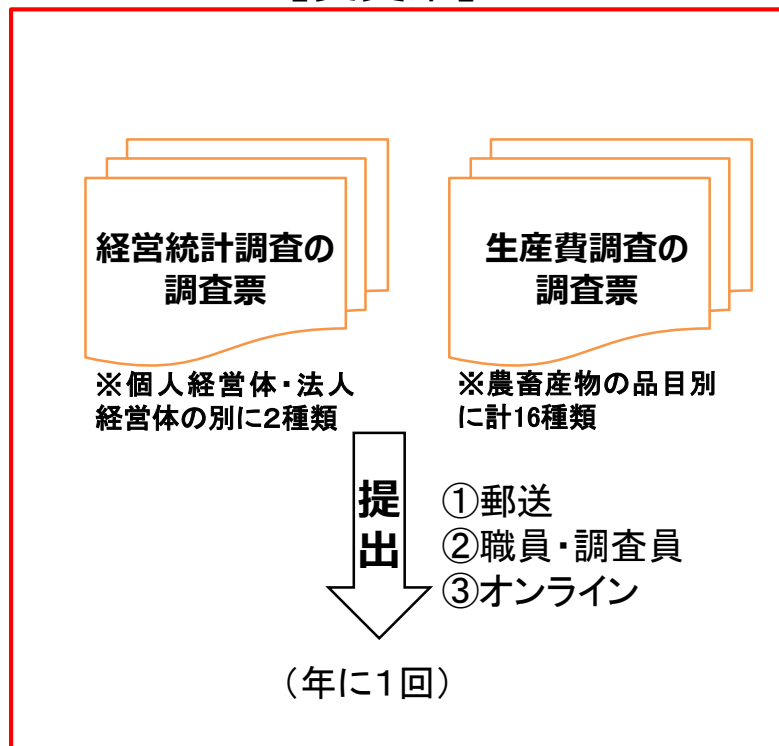 経営統計調査の
調査票
生産費調査の
調査票
※個人経営体・法人
経営体の別に2種類
※農畜産物の品目別
に計16種類
提
出
①郵送
②職員・調査員
③オンライン
（年に１回）